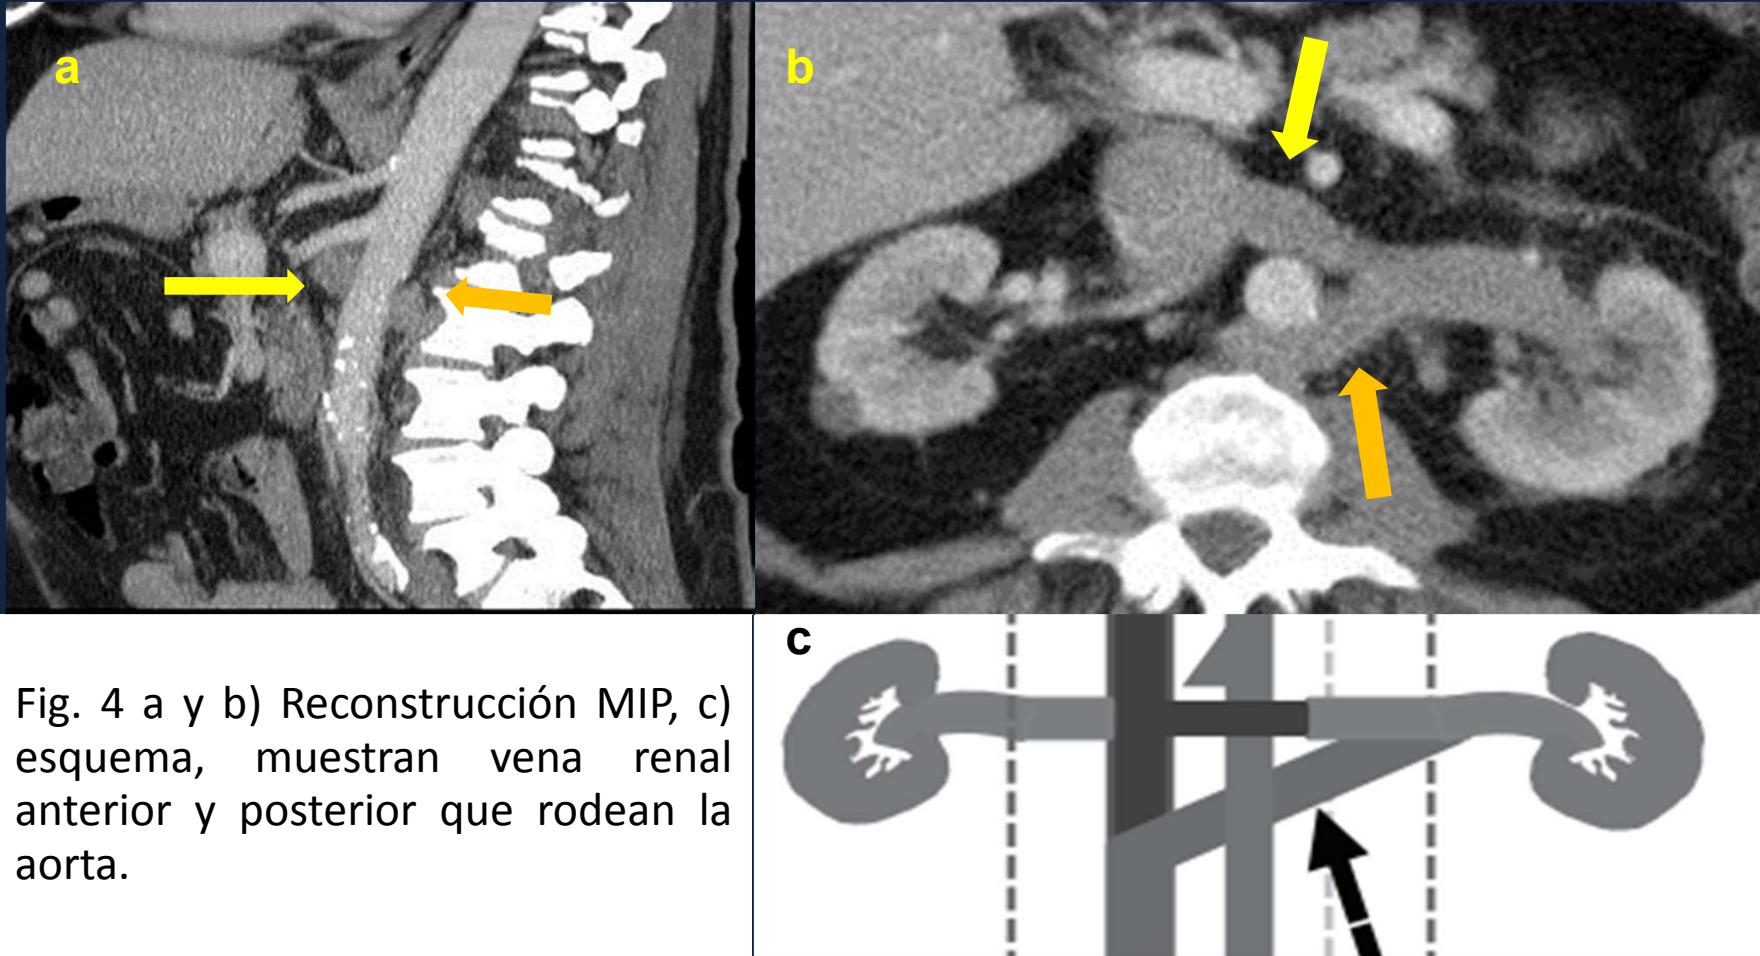 a
b
c
Fig. 4 a y b) Reconstrucción MIP, c)
esquema, muestran vena renal
anterior y posterior que rodean la
aorta.